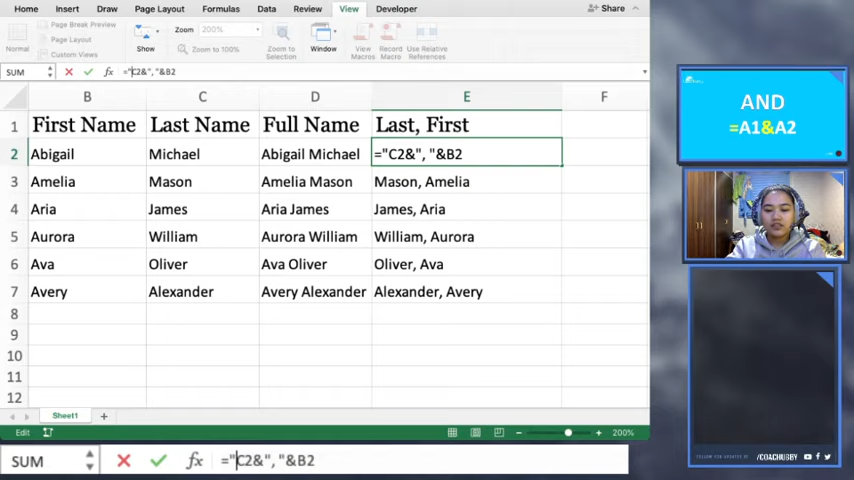 Home Insert Draw Page Layout Formulas Data Review View Developer Share
Normal
Page Break Preview
Page Layout
Custom Views
Show
Zoom 200%
Zoom to 100%
Zoom to
Selection
Window
View
Macros
Record
Macro
Use Relative
References
SUM fx ="C2&", "&B2
B C D E F
1 First Name Last Name Full Name Last, First
2 Abigail Michael Abigail Michael ="C2&", "&B2
3 Amelia Mason Amelia Mason Mason, Amelia
4 Aria James Aria James James, Aria
5 Aurora William Aurora William William, Aurora
6 Ava Oliver Ava Oliver Oliver, Ava
7 Avery Alexander Avery Alexander Alexander, Avery
8
9
10
11
12
Sheet1 +
Edit 200%
SUM fx ="C2&", "&B2
AND
=A1&A2
FOLLOW FOR UPDATES @ /COACHUBBY